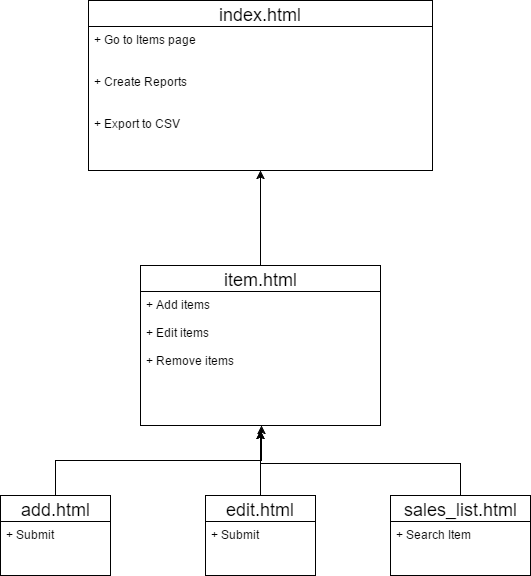 index.html
+ Go to Items page
+ Create Reports
+ Export to CSV
item.html
+ Add items
+ Edit items
+ Remove items
add.html
+ Submit
edit.html
+ Submit
sales_list.html
+ Search Item